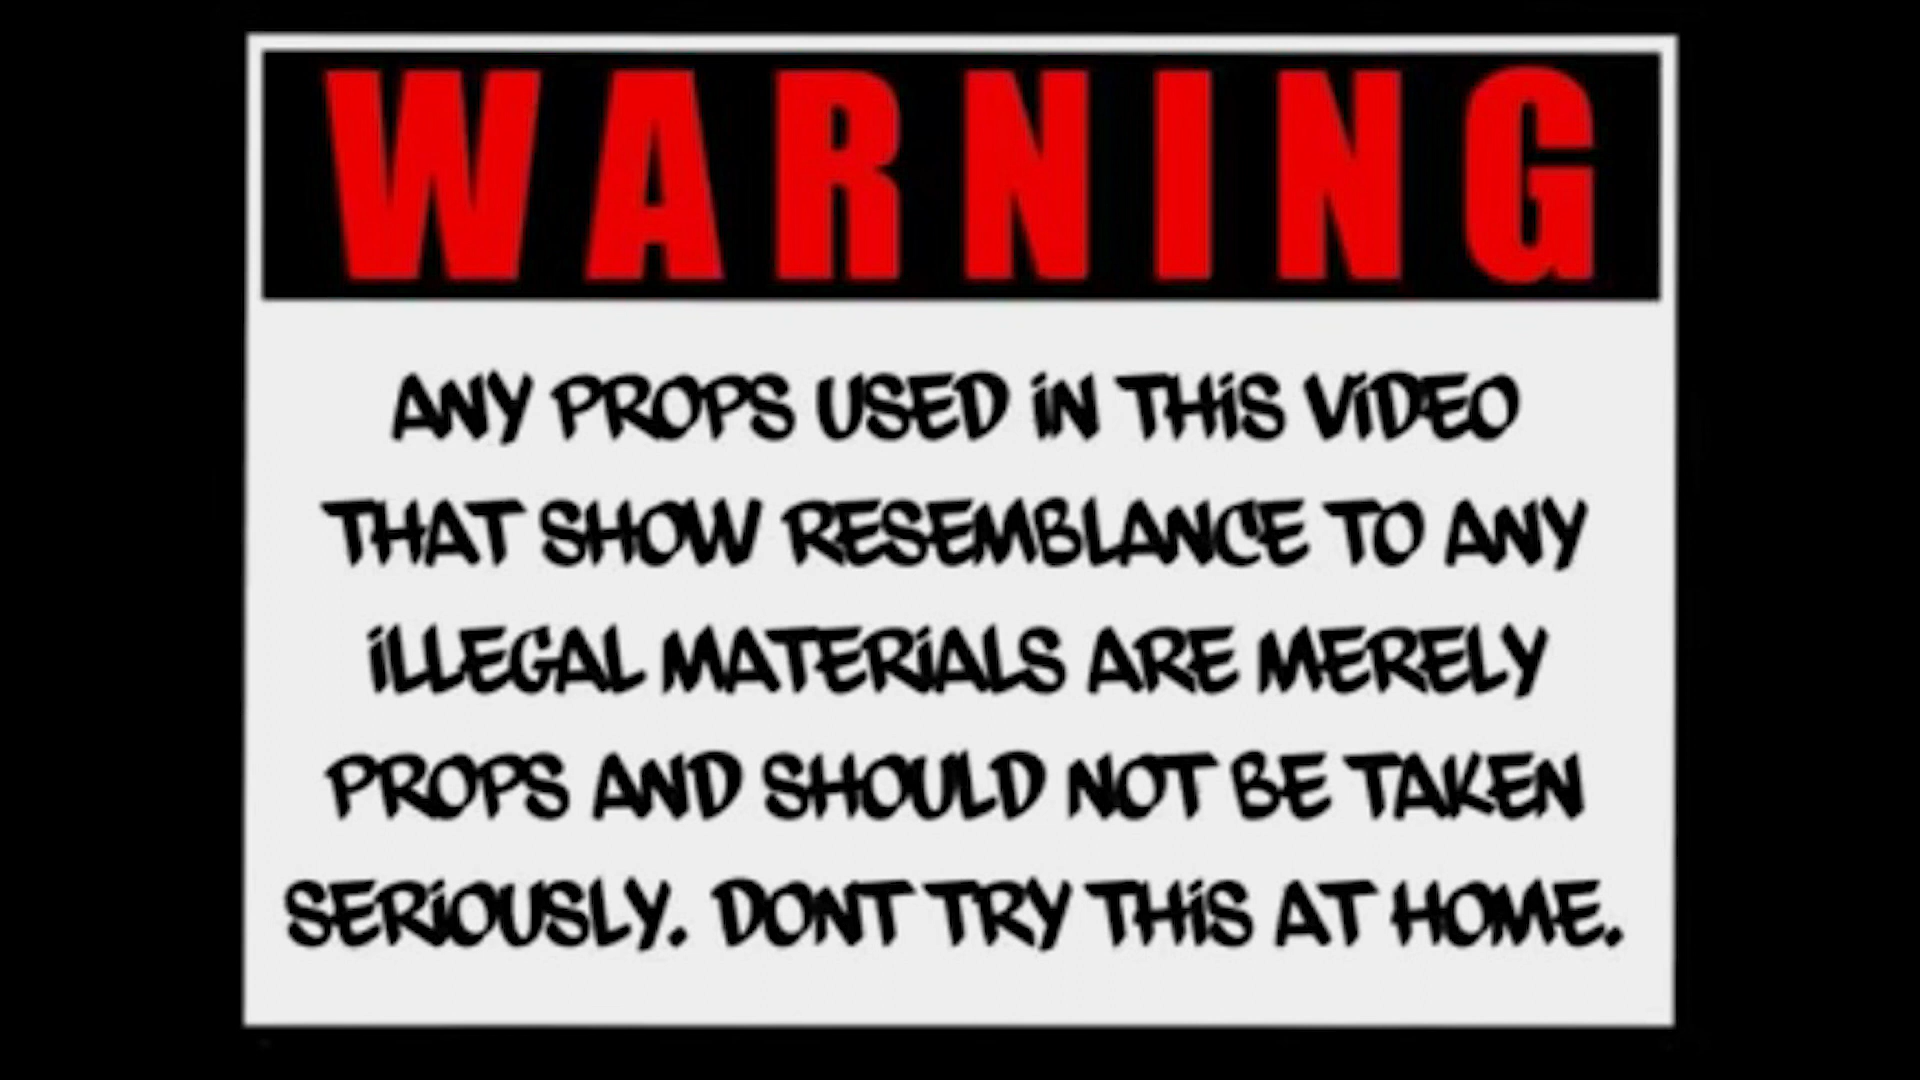 WARNING
ANY PROPS USED iN THiS ViDEO
THAT SHOW RESEMBLANCE TO ANY
iLLEGAL MATERiALS ARE MERELY
PROPS AND SHOULD NOT BE TAKEN
SERiOUSLY. DONT TRY THiS AT HOME.